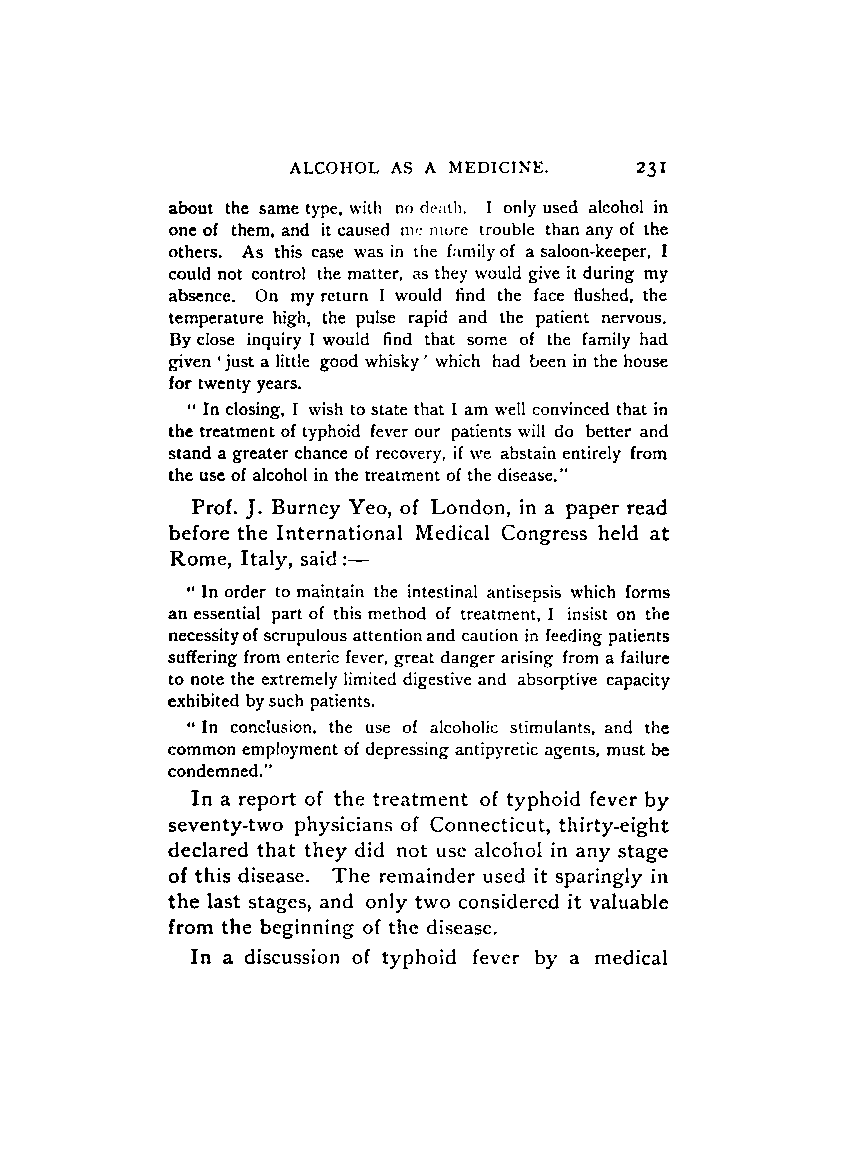 ALCOHOL AS A MEDICINE. 231
about the same type, with no death. I only used alcohol in
one of them, and it caused me more trouble than any of the
others. As this case was in the family of a saloon-keeper, I
could not control the matter, as they would give it during my
absence. On my return I would find the face flushed, the
temperature high, the pulse rapid and the patient nervous.
By close inquiry I would find that some of the family had
given ‘just a little good whisky’ which had been in the house
for twenty years.
“ In closing, I wish to state that I am well convinced that in
the treatment of typhoid fever our patients will do better and
stand a greater chance of recovery, if we abstain entirely from
the use of alcohol in the treatment of the disease.”
Prof. J. Burney Yeo, of London, in a paper read
before the International Medical Congress held at
Rome, Italy, said :—
“ In order to maintain the intestinal antisepsis which forms
an essential part of this method of treatment, I insist on the
necessity of scrupulous attention and caution in feeding patients
suffering from enteric fever, great danger arising from a failure
to note the extremely limited digestive and absorptive capacity
exhibited by such patients.
“ In conclusion, the use of alcoholic stimulants, and the
common employment of depressing antipyretic agents, must be
condemned.”
In a report of the treatment of typhoid fever by
seventy-two physicians of Connecticut, thirty-eight
declared that they did not use alcohol in any stage
of this disease. The remainder used it sparingly in
the last stages, and only two considered it valuable
from the beginning of the disease.
In a discussion of typhoid fever by a medical